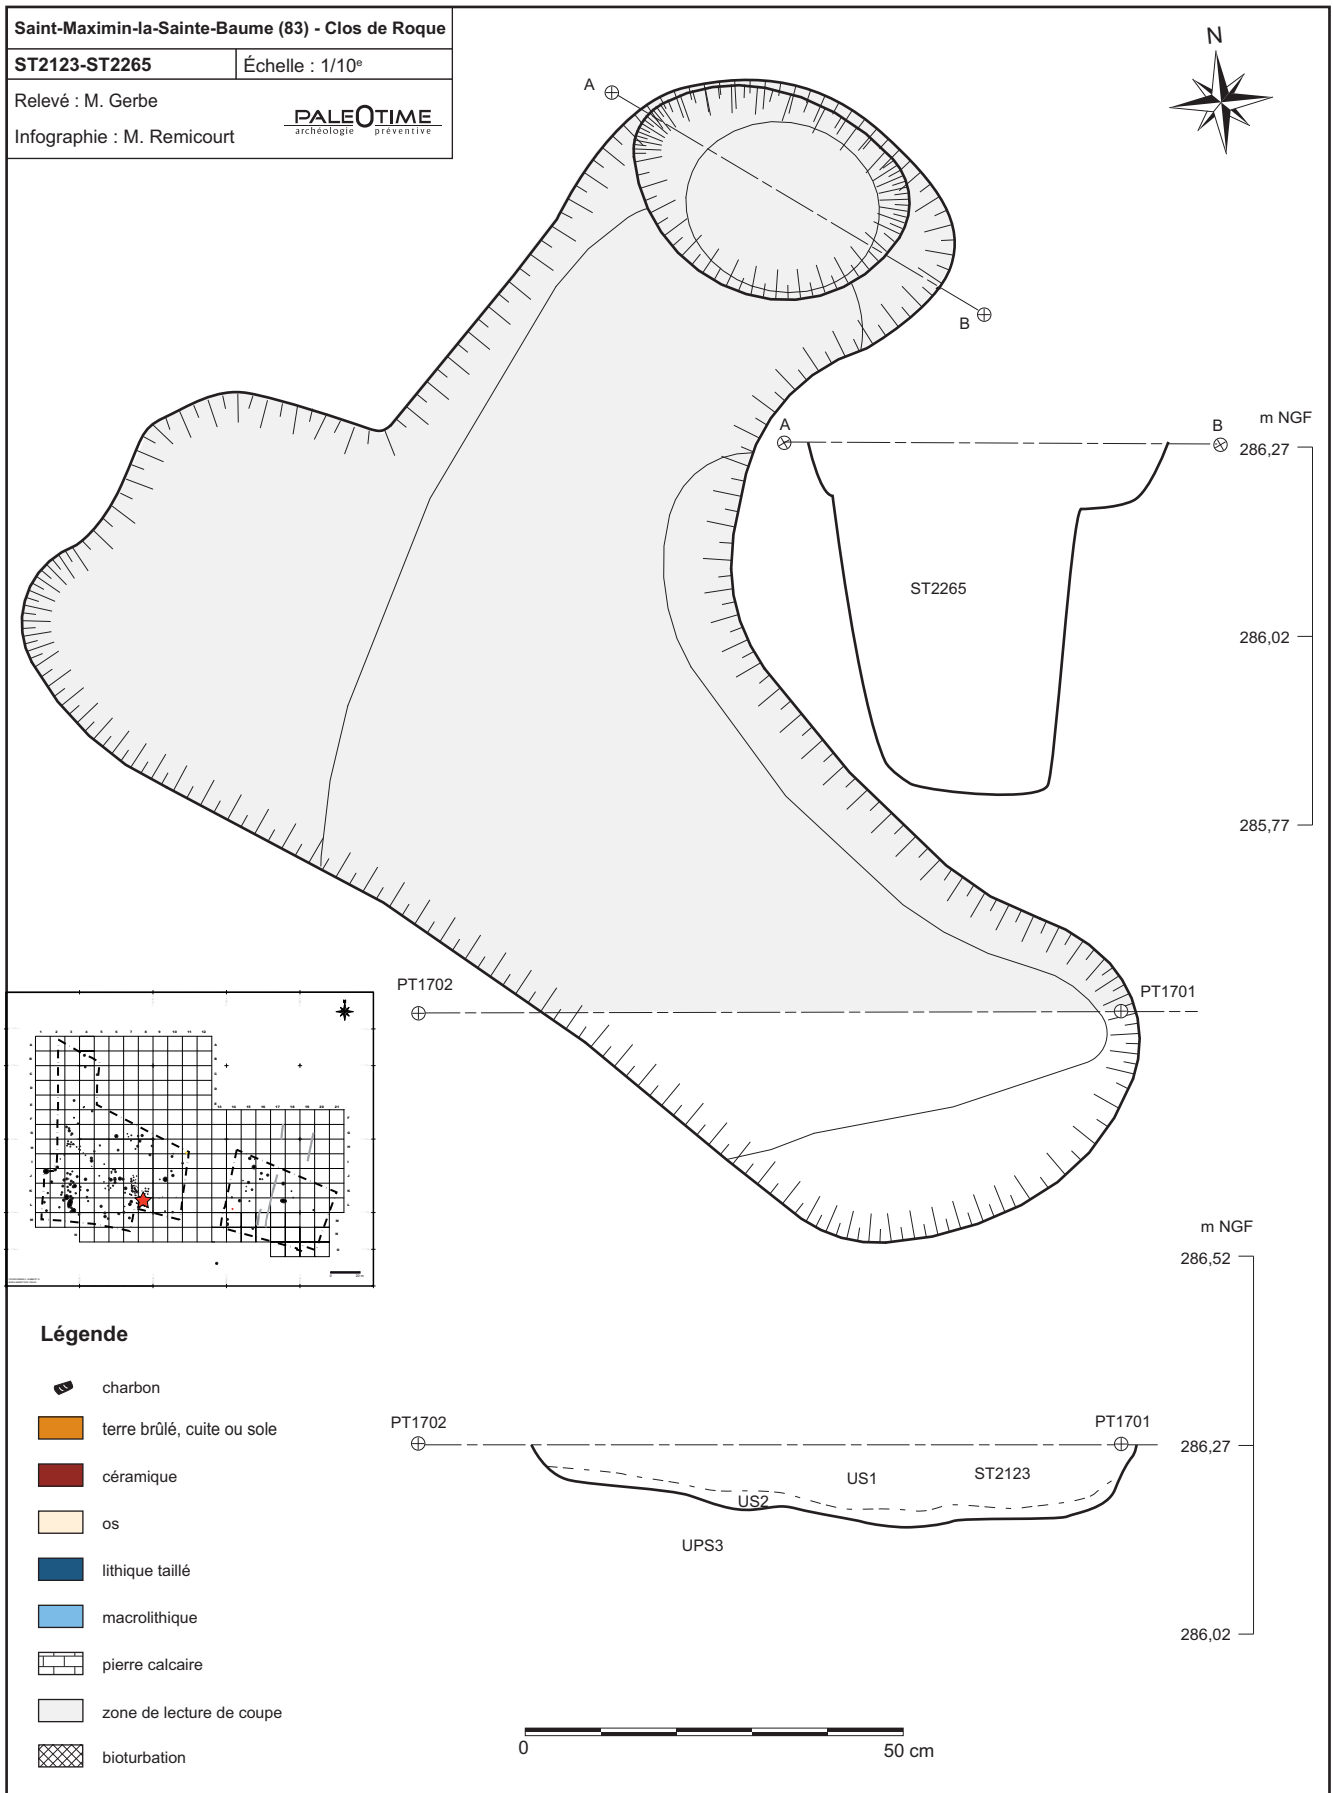 Saint-Maximin-la-Sainte-Baume (83) - Clos de Roque
ST2123-ST2265
Échelle : 1/10e
Relevé : M. Gerbe
Infographie : M. Remicourt
PALEOTIME
archéologie préventive
N
A
B
A
B
m NGF
286,27
ST2265
286,02
285,77
PT1702
PT1701
m NGF
286,52
PT1702
PT1701
286,27
US1
ST2123
US2
UPS3
286,02
Légende
charbon
terre brûlé, cuite ou sole
céramique
os
lithique taillé
macrolithique
pierre calcaire
zone de lecture de coupe
bioturbation
0
50 cm